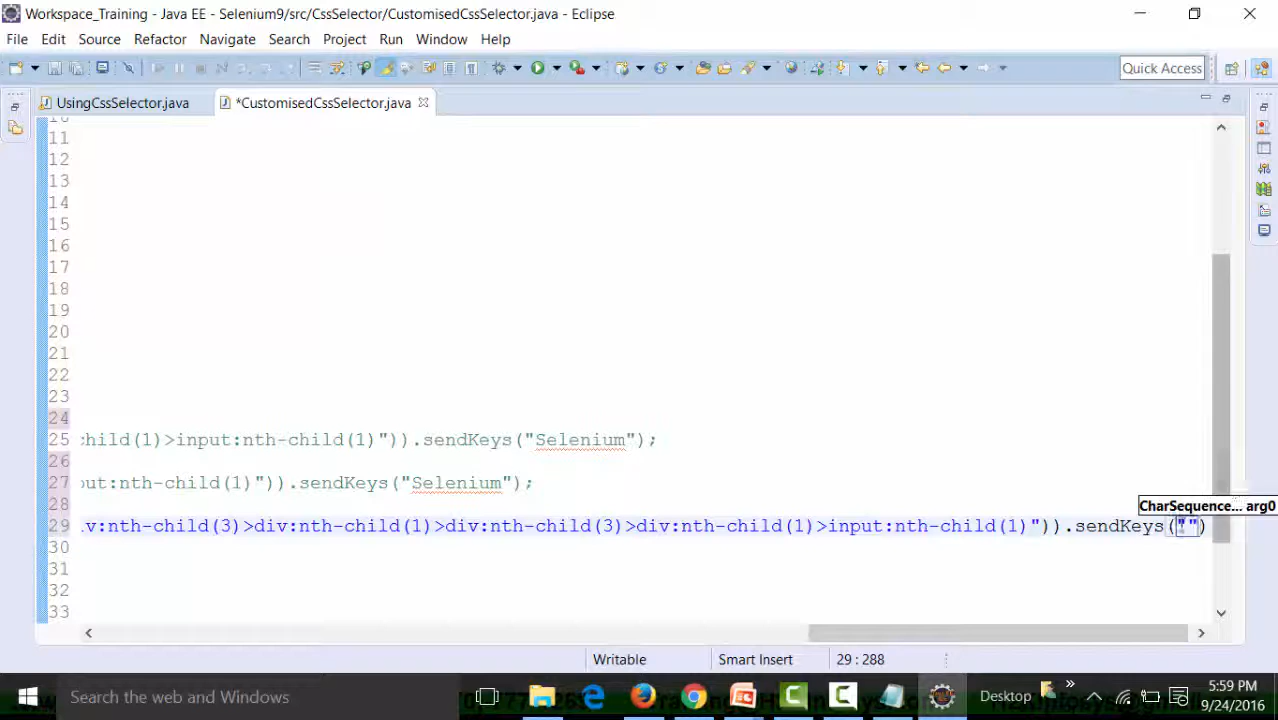 Workspace_Training - Java EE - Selenium9/src/CssSelector/CustomisedCssSelector.java - Eclipse
File Edit Source Refactor Navigate Search Project Run Window Help
Quick Access
UsingCssSelector.java *CustomisedCssSelector.java
11
12
13
14
15
16
17
18
19
20
21
22
23
24
25 child(1)>input:nth-child(1)")).sendKeys("Selenium");
26
27 put:nth-child(1)")).sendKeys("Selenium");
28
CharSequence... arg0
29 iv:nth-child(3)>div:nth-child(1)>div:nth-child(3)>div:nth-child(1)>input:nth-child(1)")).sendKeys("")
30
31
32
33
Writable Smart Insert 29 : 288
Search the web and Windows
Desktop
5:59 PM
9/24/2016